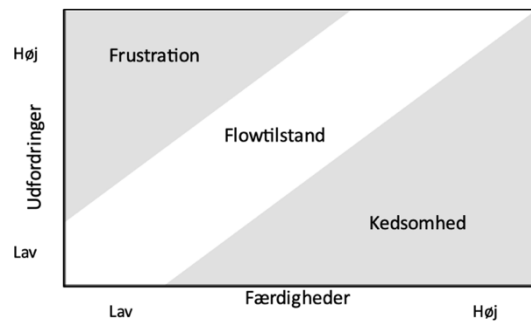 Høj
Frustration
Udfordringer
Flowtilstand
Kedsomhed
Lav
Lav
Færdigheder
Høj